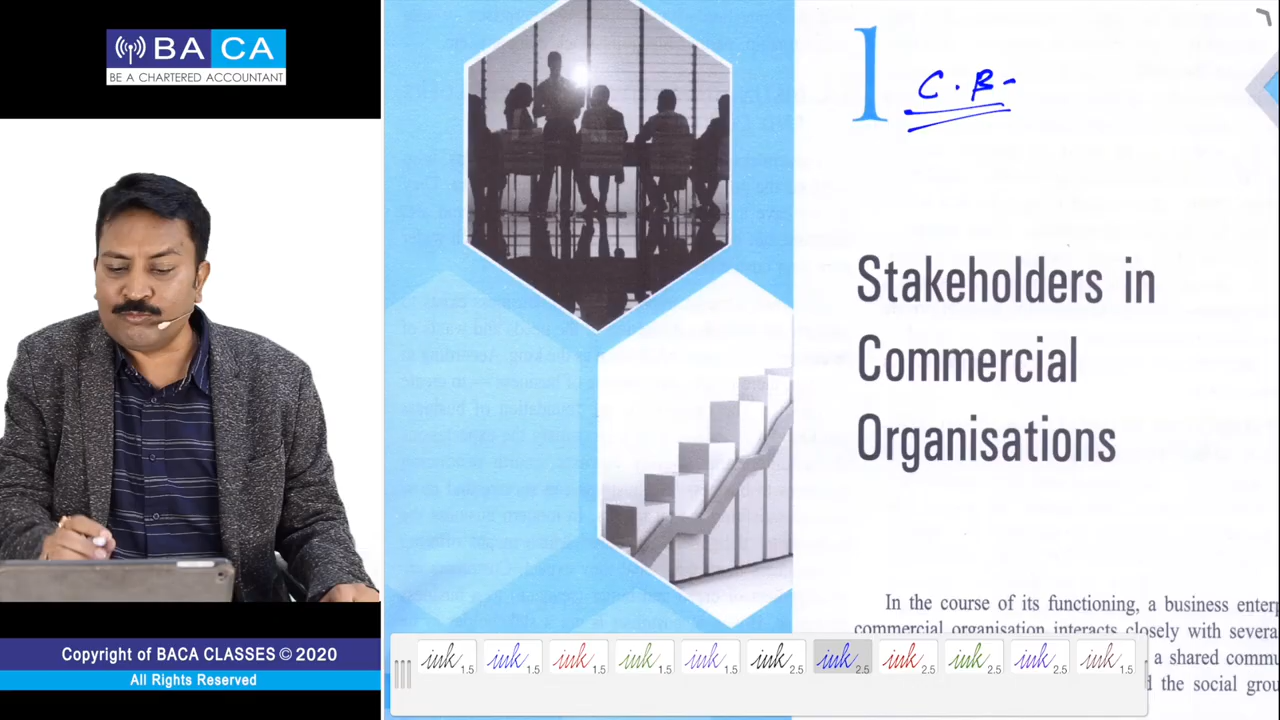 BACA
BE A CHARTERED ACCOUNTANT
1
C.B-
Stakeholders in
Commercial
Organisations
In the course of its functioning, a business enterp
commercial organisation interacts closely with severa
a shared commu
the social grou
ink 1.5 ink 1.5 ink 1.5 ink 1.5 ink 1.5 ink 2.5 ink 2.5 ink 2.5 ink 2.5 ink 2.5 ink 1.5
Copyright of BACA CLASSES © 2020
All Rights Reserved